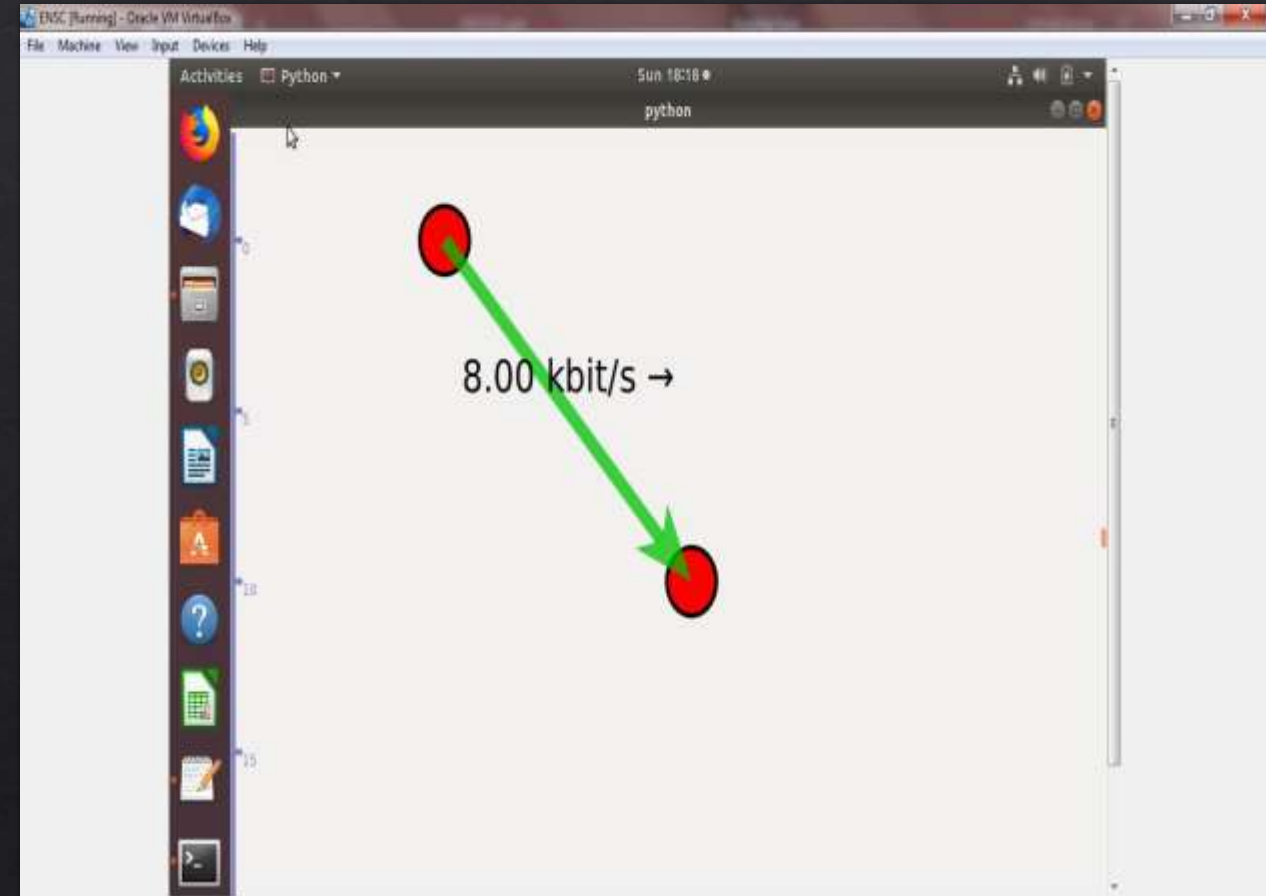 ENSC [Running] - Oracle VM VirtualBox
File Machine View Input Devices Help
Activities Python Sun 18:18
python
0
8.00 kbit/s →
5
10
15